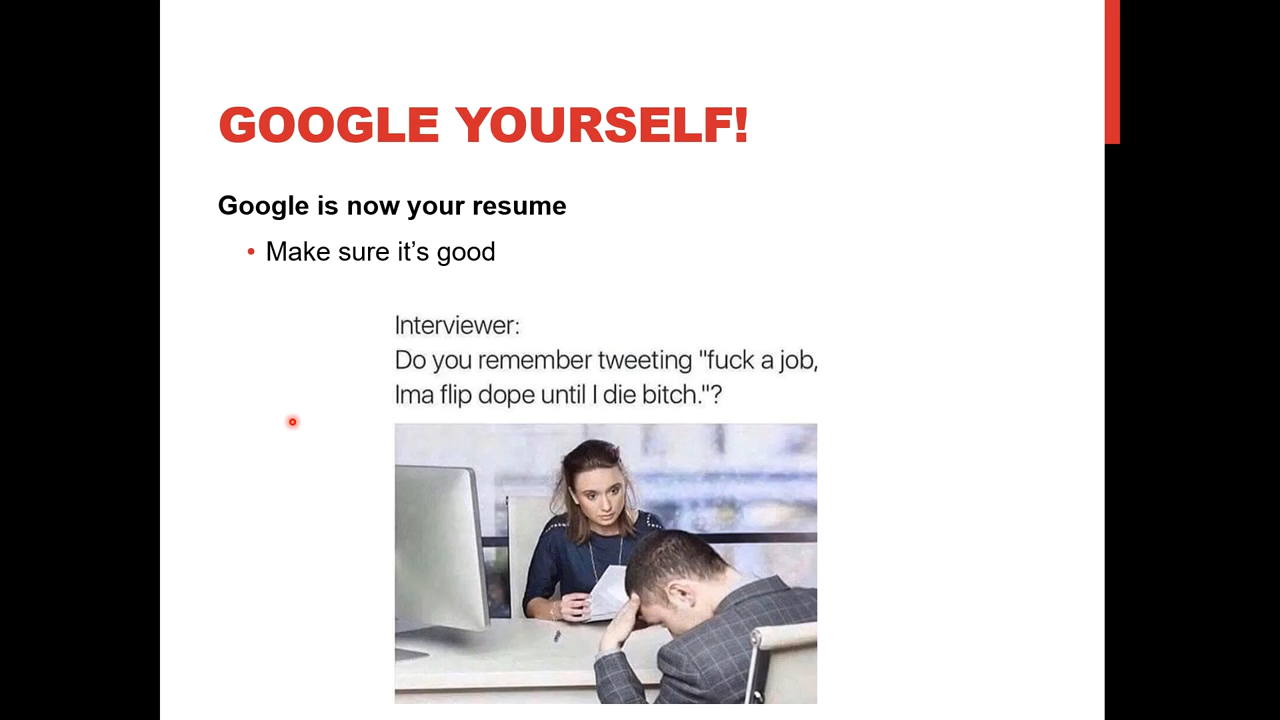 GOOGLE YOURSELF!
Google is now your resume
• Make sure it’s good
Interviewer:
Do you remember tweeting "fuck a job,
Ima flip dope until I die bitch."?